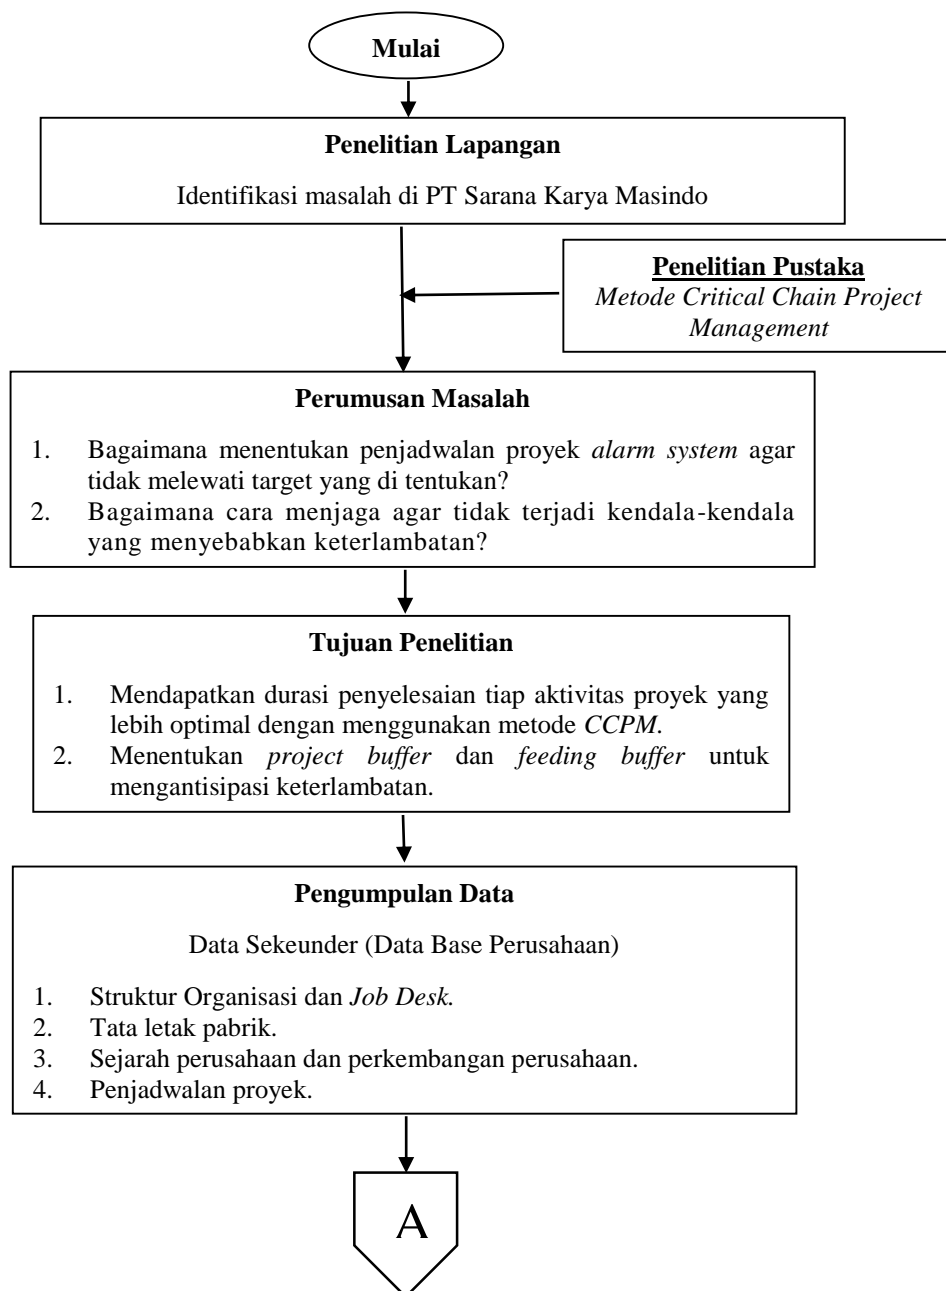 Mulai
Penelitian Lapangan
Identifikasi masalah di PT Sarana Karya Masindo
Penelitian Pustaka
Metode Critical Chain Project
Management
Perumusan Masalah
1. Bagaimana menentukan penjadwalan proyek alarm system agar
tidak melewati target yang di tentukan?
2. Bagaimana cara menjaga agar tidak terjadi kendala-kendala
yang menyebabkan keterlambatan?
Tujuan Penelitian
1. Mendapatkan durasi penyelesaian tiap aktivitas proyek yang
lebih optimal dengan menggunakan metode CCPM.
2. Menentukan project buffer dan feeding buffer untuk
mengantisipasi keterlambatan.
Pengumpulan Data
Data Sekeunder (Data Base Perusahaan)
1. Struktur Organisasi dan Job Desk.
2. Tata letak pabrik.
3. Sejarah perusahaan dan perkembangan perusahaan.
4. Penjadwalan proyek.
A